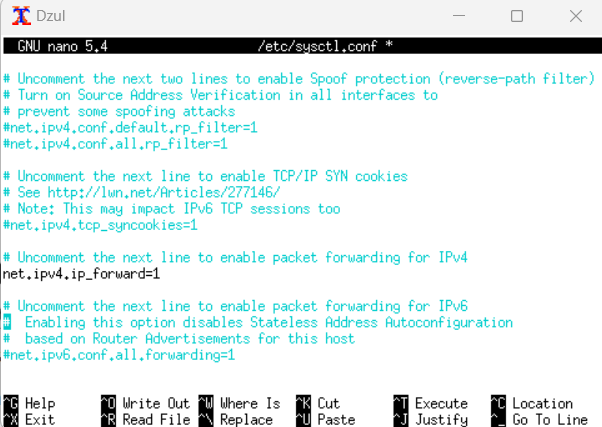 Dzul
GNU nano 5.4 /etc/sysctl.conf *
# Uncomment the next two lines to enable Spoof protection (reverse-path filter)
# Turn on Source Address Verification in all interfaces to
# prevent some spoofing attacks
#net.ipv4.conf.default.rp_filter=1
#net.ipv4.conf.all.rp_filter=1
# Uncomment the next line to enable TCP/IP SYN cookies
# See http://lwn.net/Articles/277146/
# Note: This may impact IPv6 TCP sessions too
#net.ipv4.tcp_syncookies=1
# Uncomment the next line to enable packet forwarding for IPv4
net.ipv4.ip_forward=1
# Uncomment the next line to enable packet forwarding for IPv6
#  Enabling this option disables Stateless Address Autoconfiguration
#  based on Router Advertisements for this host
#net.ipv6.conf.all.forwarding=1
^G Help ^O Write Out ^W Where Is ^K Cut ^T Execute ^C Location
^X Exit ^R Read File ^\ Replace ^U Paste ^J Justify ^_ Go To Line